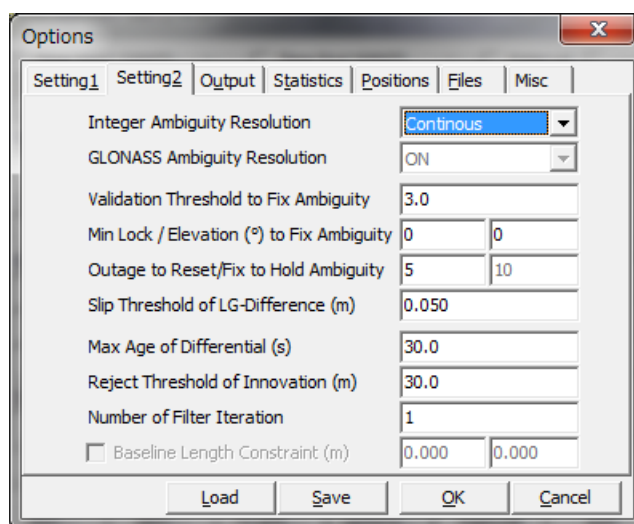 Options
Setting1 Setting2 Output Statistics Positions Files Misc
Integer Ambiguity Resolution Continous
GLONASS Ambiguity Resolution ON
Validation Threshold to Fix Ambiguity 3.0
Min Lock / Elevation (°) to Fix Ambiguity 0 0
Outage to Reset/Fix to Hold Ambiguity 5 10
Slip Threshold of LG-Difference (m) 0.050
Max Age of Differential (s) 30.0
Reject Threshold of Innovation (m) 30.0
Number of Filter Iteration 1
Baseline Length Constraint (m) 0.000 0.000
Load Save OK Cancel